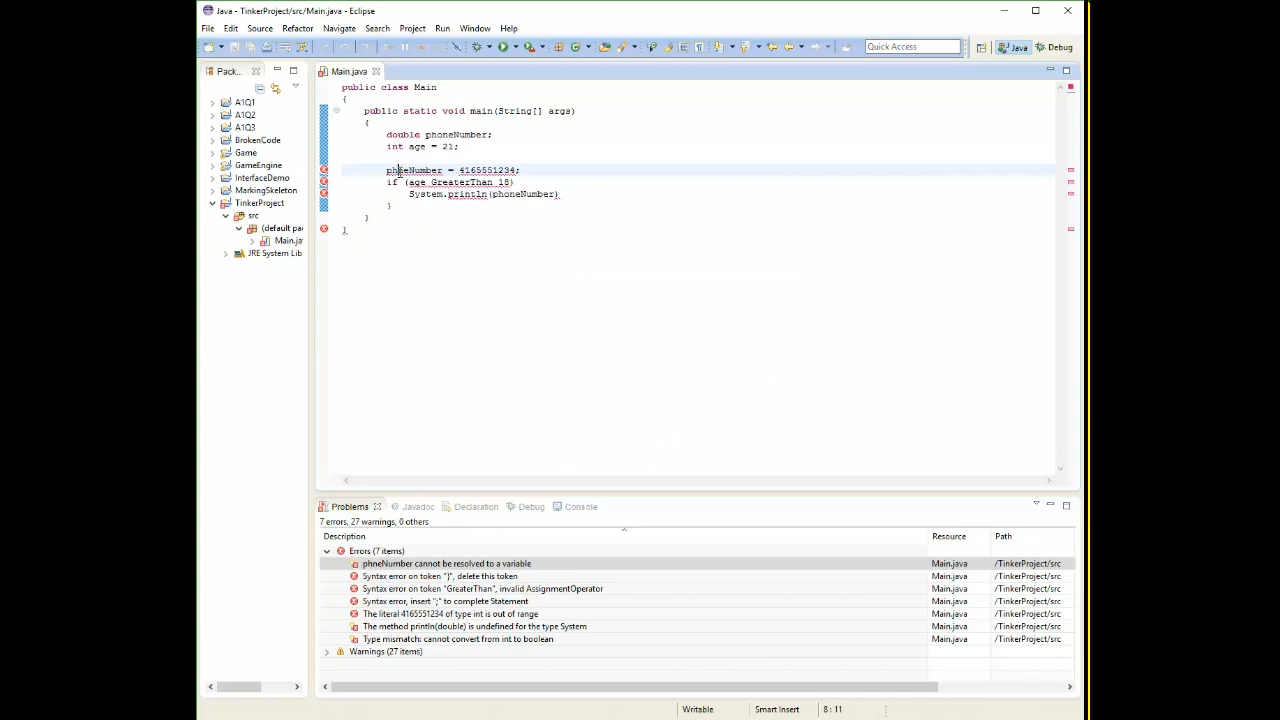 Java - TinkerProject/src/Main.java - Eclipse
File Edit Source Refactor Navigate Search Project Run Window Help
Quick Access Java Debug
Pack... Main.java
A1Q1
A1Q2
A1Q3
BrokenCode
Game
GameEngine
InterfaceDemo
MarkingSkeleton
TinkerProject
src
(default pac
Main.ja
JRE System Lib
public class Main
{
public static void main(String[] args)
{
double phoneNumber;
int age = 21;
phneNumber = 4165551234;
if (age GreaterThan 18)
System.println(phoneNumber)
}
}
}
Problems Javadoc Declaration Debug Console
7 errors, 27 warnings, 0 others
Description Resource Path
Errors (7 items)
phneNumber cannot be resolved to a variable Main.java /TinkerProject/src
Syntax error on token "}", delete this token Main.java /TinkerProject/src
Syntax error on token "GreaterThan", invalid AssignmentOperator Main.java /TinkerProject/src
Syntax error, insert ";" to complete Statement Main.java /TinkerProject/src
The literal 4165551234 of type int is out of range Main.java /TinkerProject/src
The method println(double) is undefined for the type System Main.java /TinkerProject/src
Type mismatch: cannot convert from int to boolean Main.java /TinkerProject/src
Warnings (27 items)
Writable Smart Insert 8 : 11